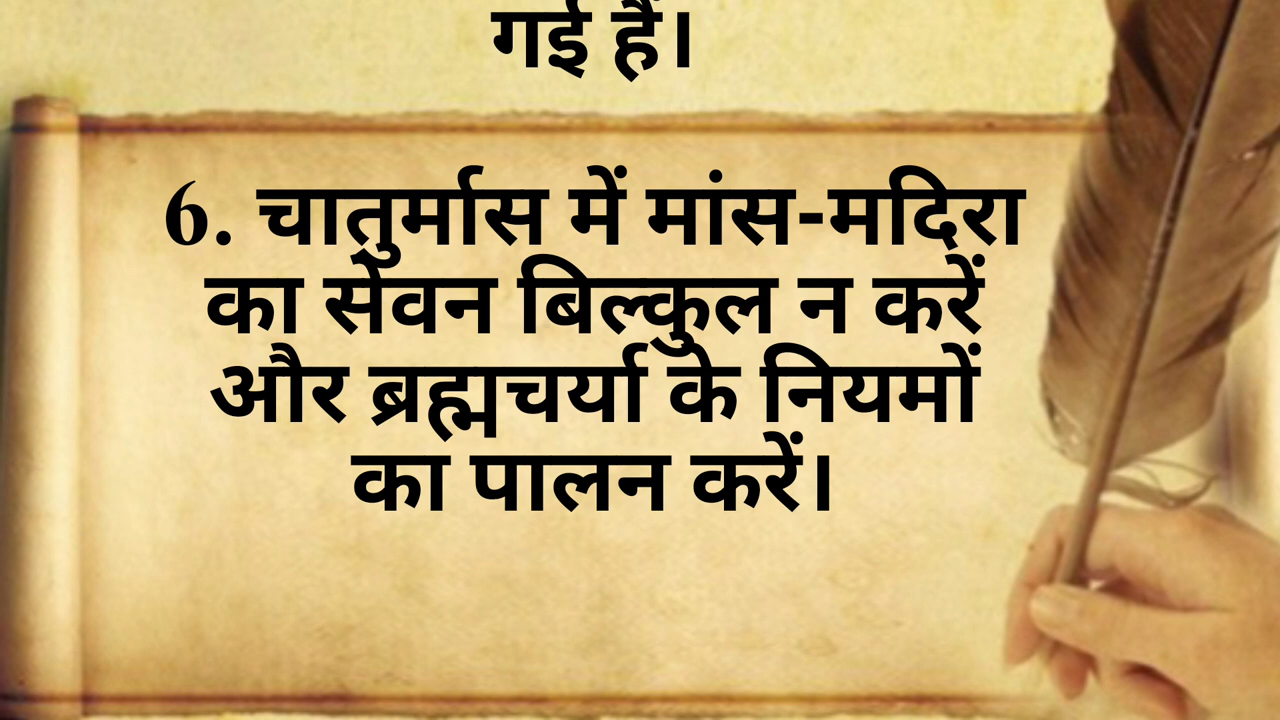 गई हैं।
6. चातुर्मास में मांस-मदिरा
का सेवन बिल्कुल न करें
और ब्रह्मचर्या के नियमों
का पालन करें।